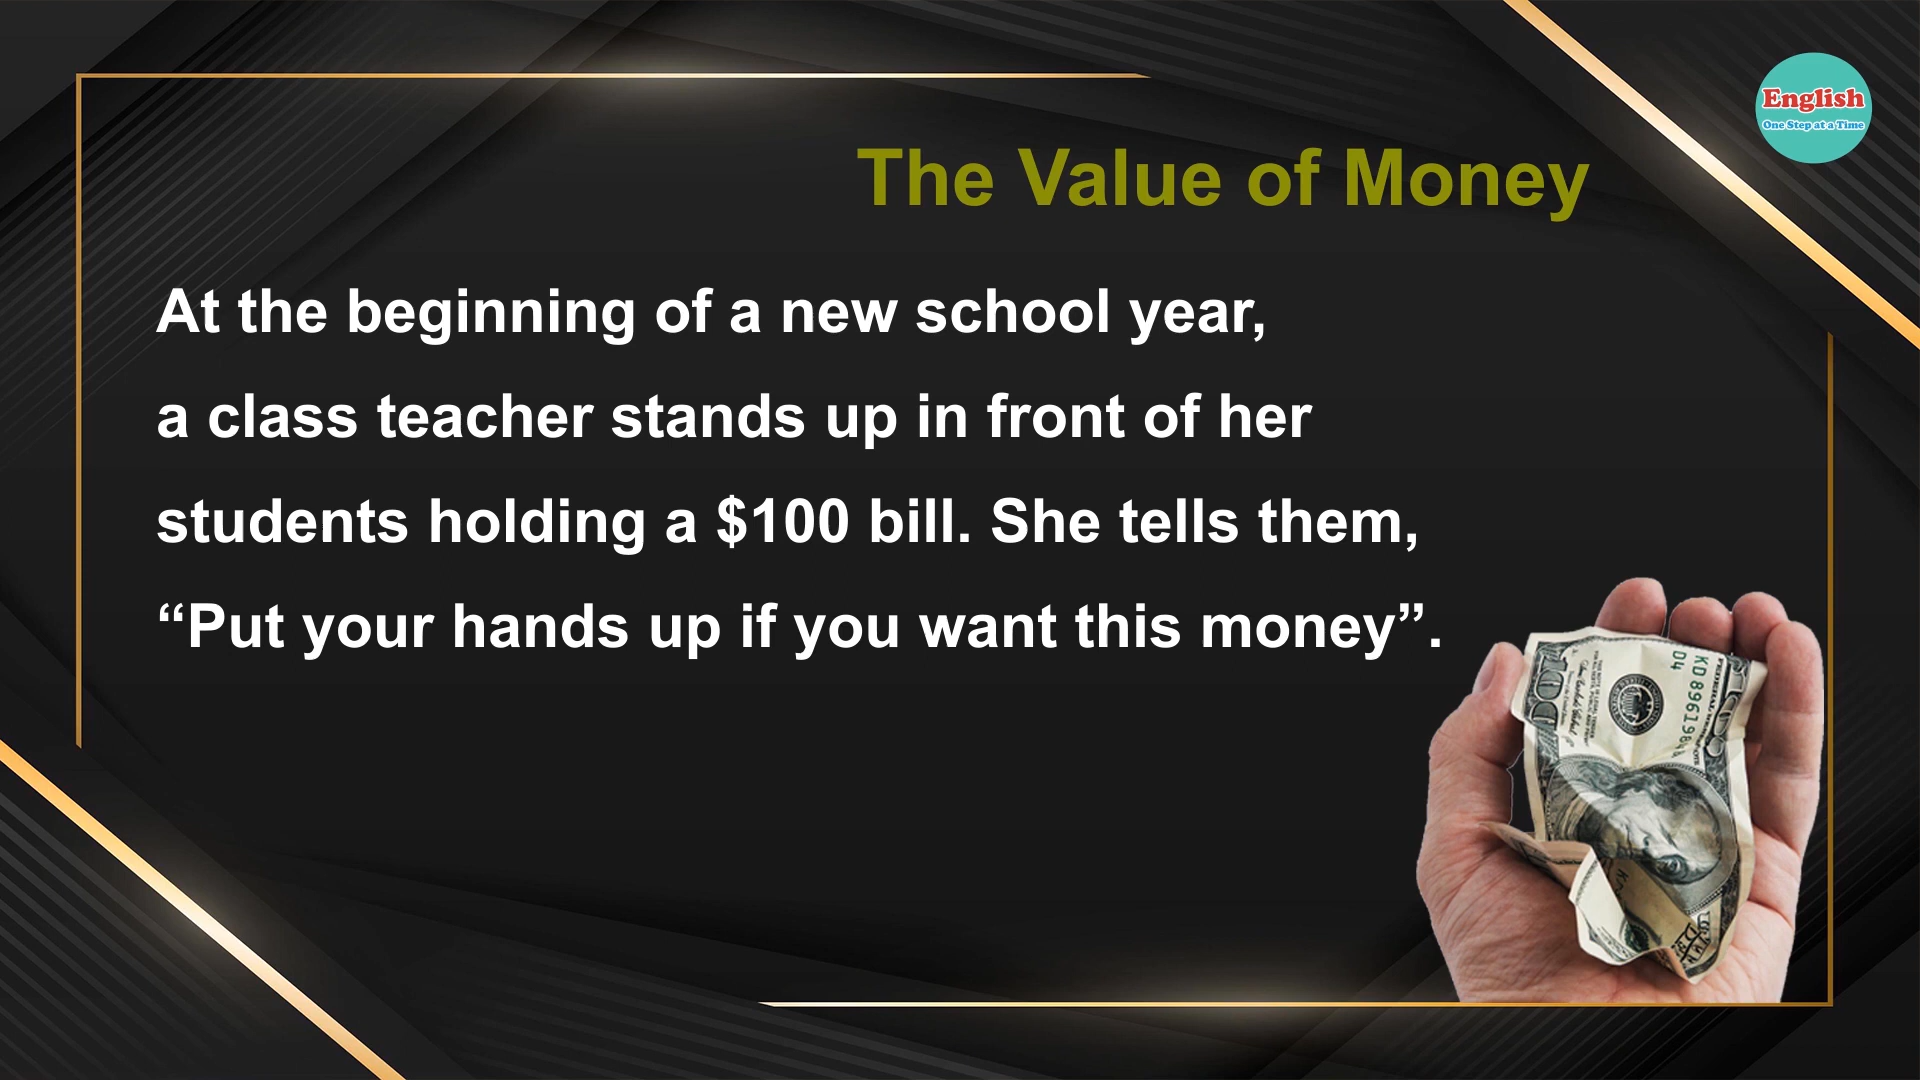 English
One Step at a Time
The Value of Money
At the beginning of a new school year,
a class teacher stands up in front of her
students holding a $100 bill. She tells them,
“Put your hands up if you want this money”.
100
D4